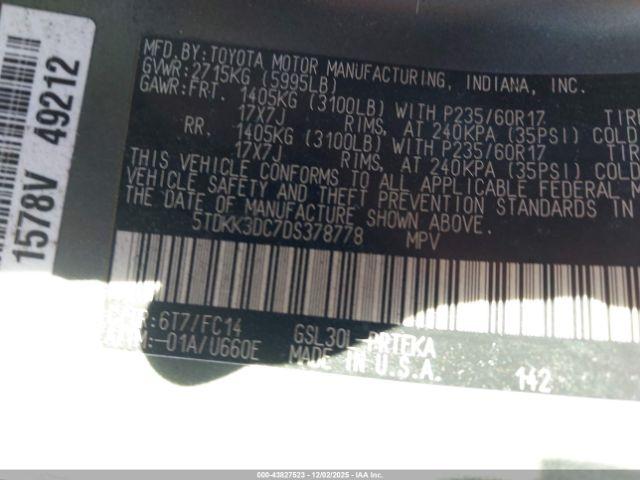 1578V 49212
MFD.BY:TOYOTA MOTOR MANUFACTURING, INDIANA, INC.
GVWR:2715KG (5995LB)
GAWR:FRT. 1405KG (3100LB) WITH P235/60R17 TIRE
17X7J RIMS, AT 240KPA (35PSI) COLD
RR. 1405KG (3100LB) WITH P235/60R17 TIRE
17X7J RIMS, AT 240KPA (35PSI) COLD
THIS VEHICLE CONFORMS TO ALL APPLICABLE FEDERAL
VEHICLE SAFETY AND THEFT PREVENTION STANDARDS IN
THE DATE OF MANUFACTURE SHOWN ABOVE.
5TDKK3DC7DS378778 MPV
:6T7/FC14 GSL30L-PRTEKA
-01A/U660E MADE IN U.S.A.
142
000-43827523 - 12/02/2025 - IAA Inc.